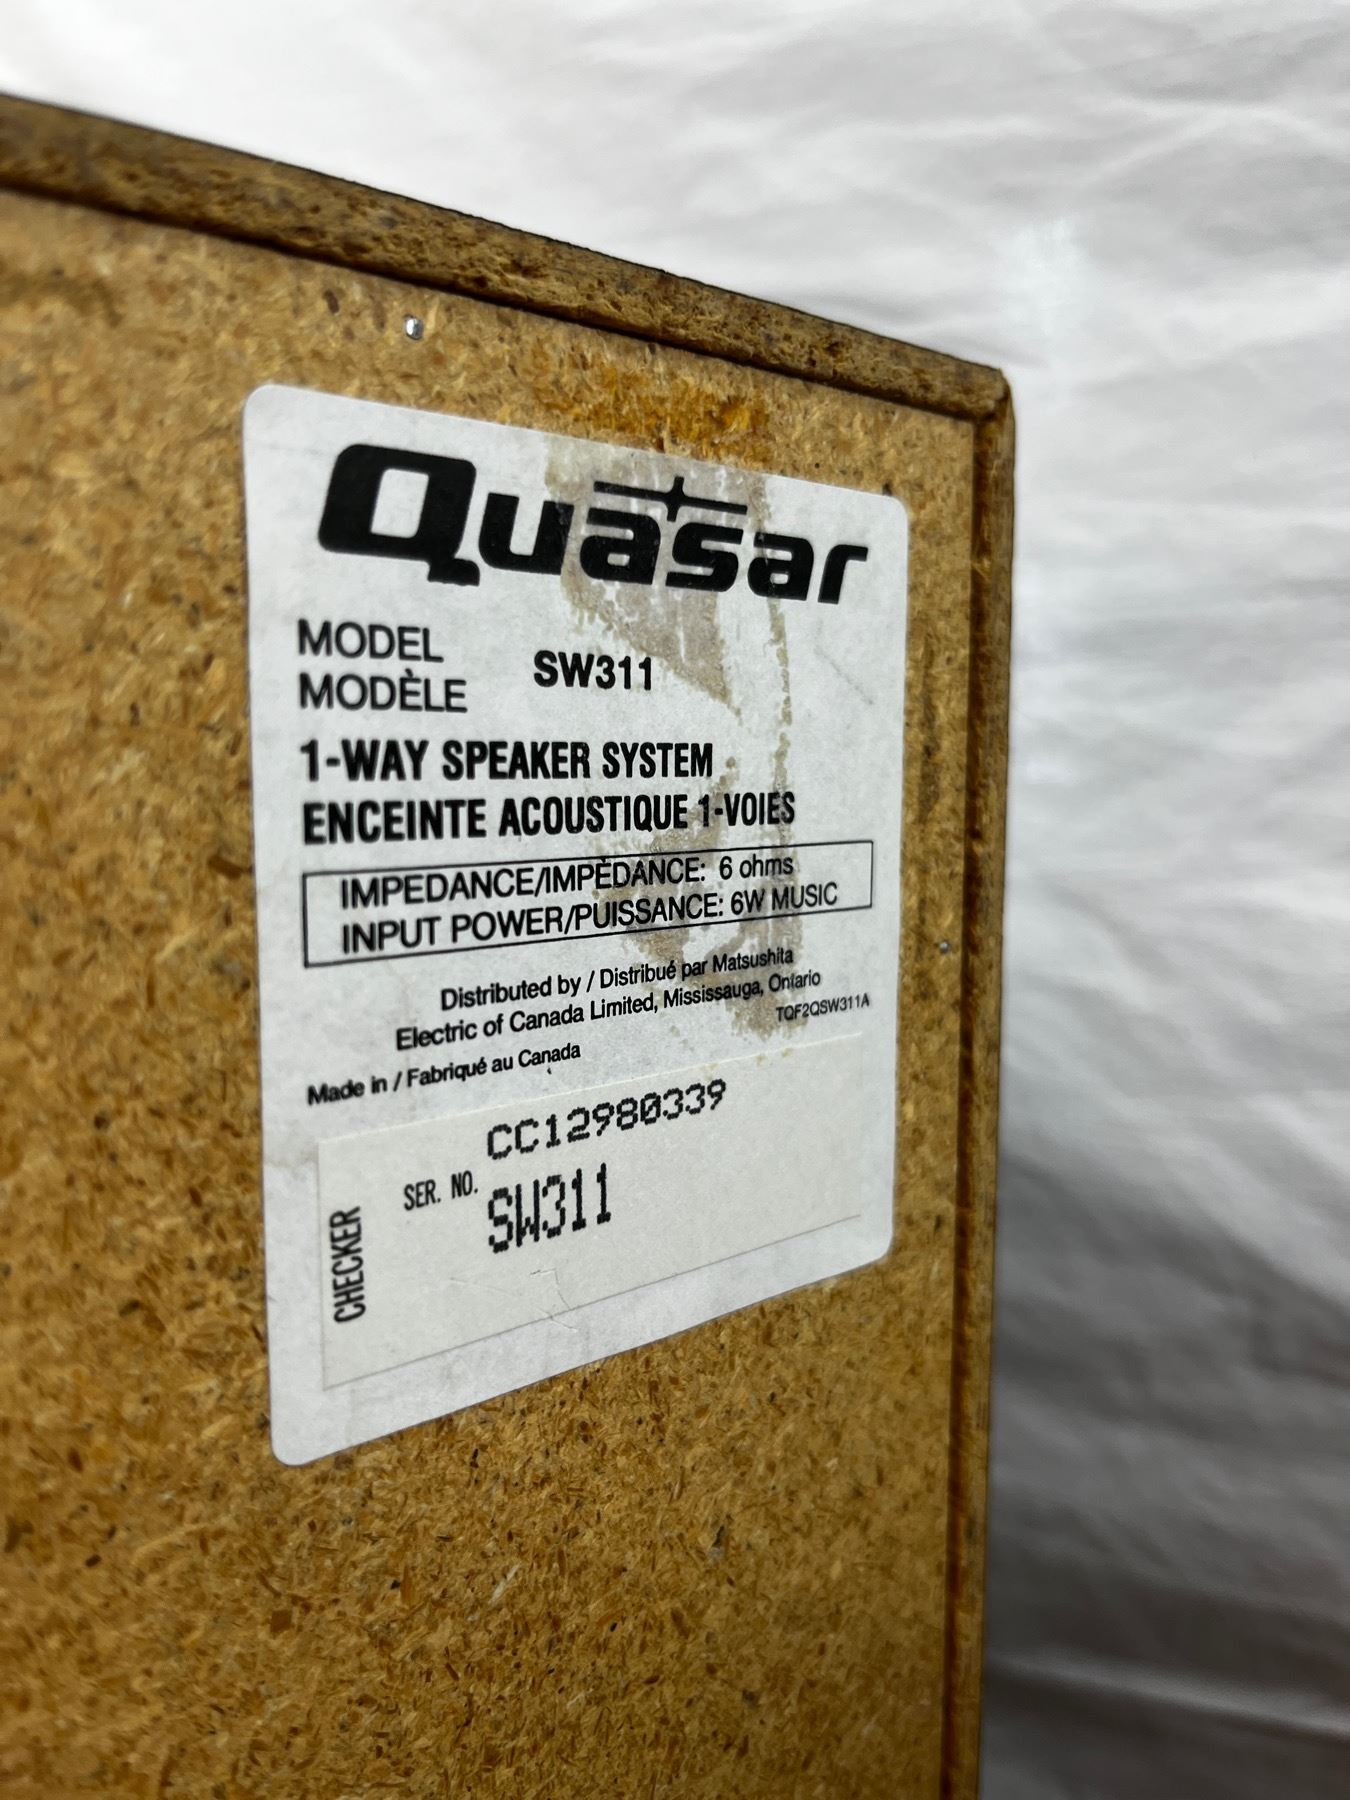 Quasar
MODEL
MODÈLE
SW311
1-WAY SPEAKER SYSTEM
ENCEINTE ACOUSTIQUE 1-VOIES
IMPEDANCE/IMPÈDANCE: 6 ohms
INPUT POWER/PUISSANCE: 6W MUSIC
Distributed by / Distribué par Matsushita
Electric of Canada Limited, Mississauga, Ontario
TQF2QSW311A
Made in / Fabriqué au Canada
CHECKER
SER. NO. CC12980339
SW311